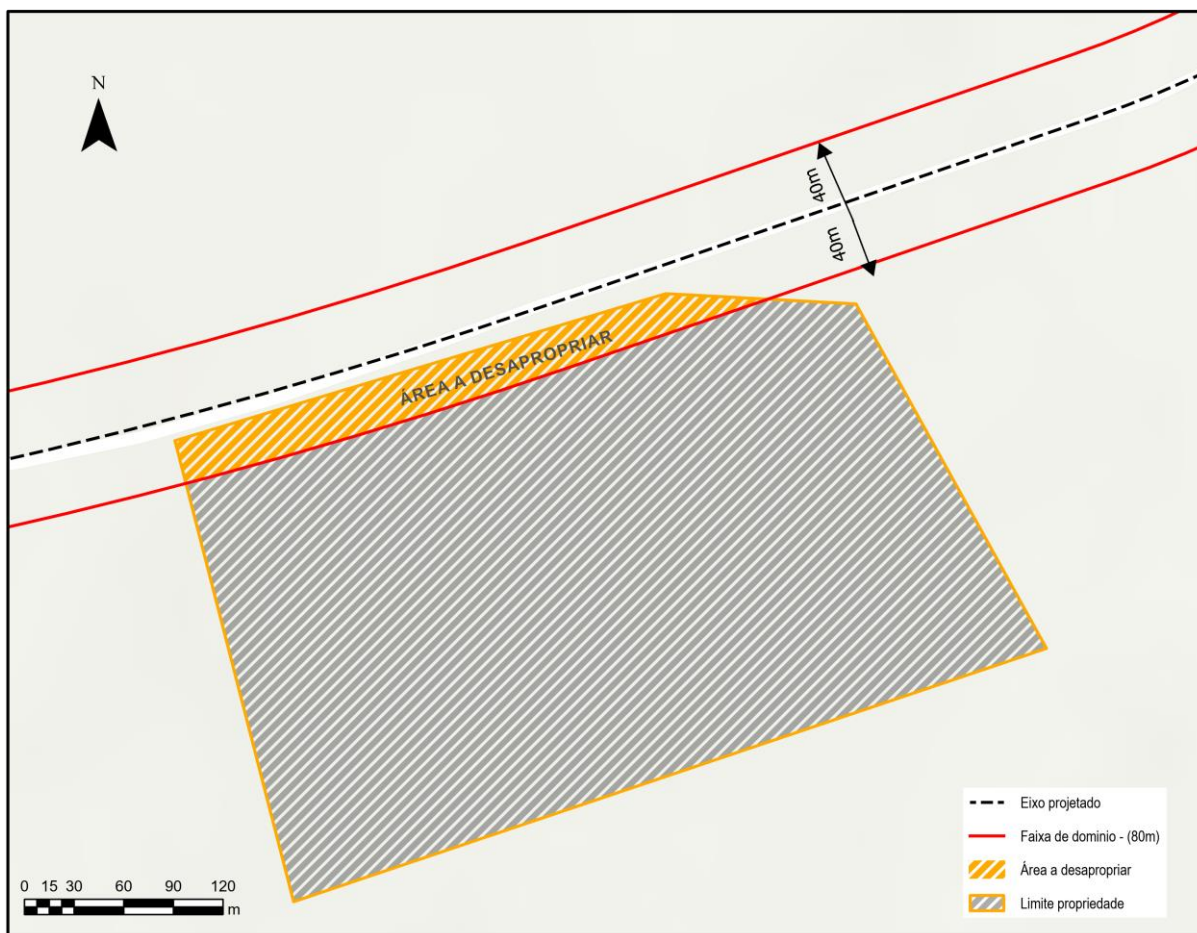 N
40m
40m
ÁREA A DESAPROPRIAR
Eixo projetado
Faixa de dominio - (80m)
Área a desapropriar
Limite propriedade
0 15 30 60 90 120
m